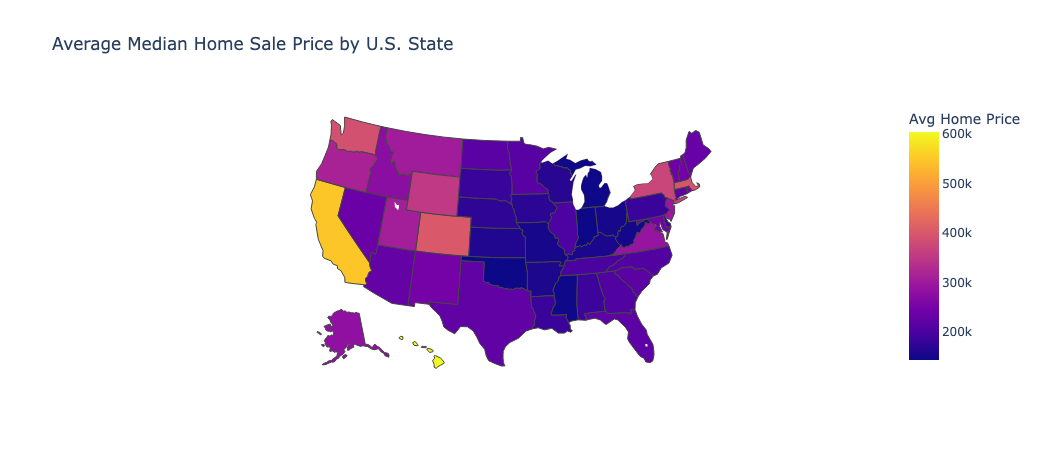 Average Median Home Sale Price by U.S. State
Avg Home Price
600k
500k
400k
300k
200k